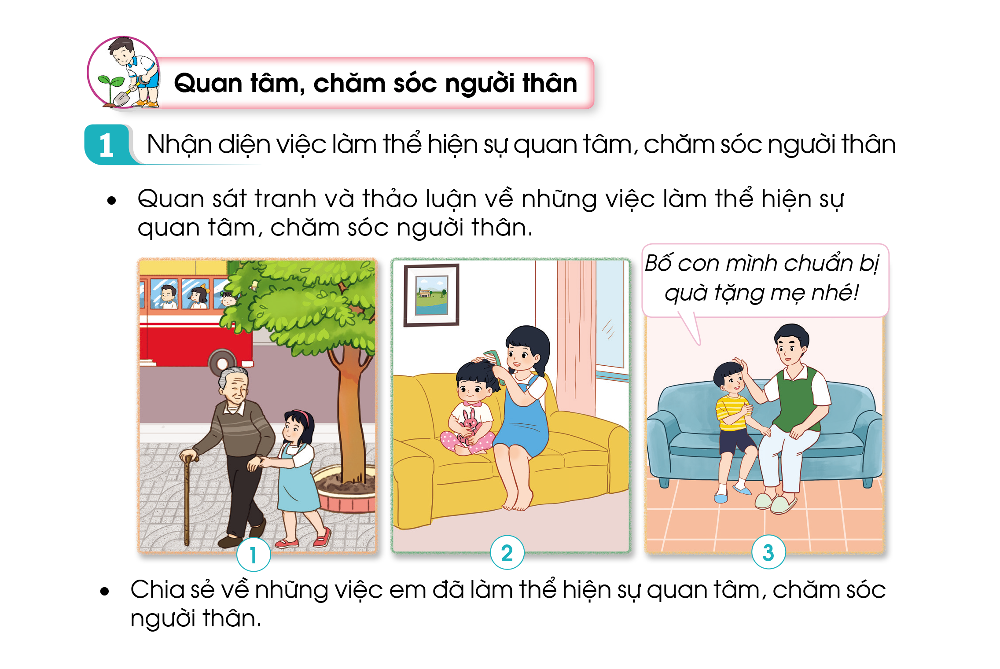 Quan tâm, chăm sóc người thân
1 Nhận diện việc làm thể hiện sự quan tâm, chăm sóc người thân
• Quan sát tranh và thảo luận về những việc làm thể hiện sự
quan tâm, chăm sóc người thân.
Bố con mình chuẩn bị
quà tặng mẹ nhé!
1
2
3
• Chia sẻ về những việc em đã làm thể hiện sự quan tâm, chăm sóc
người thân.